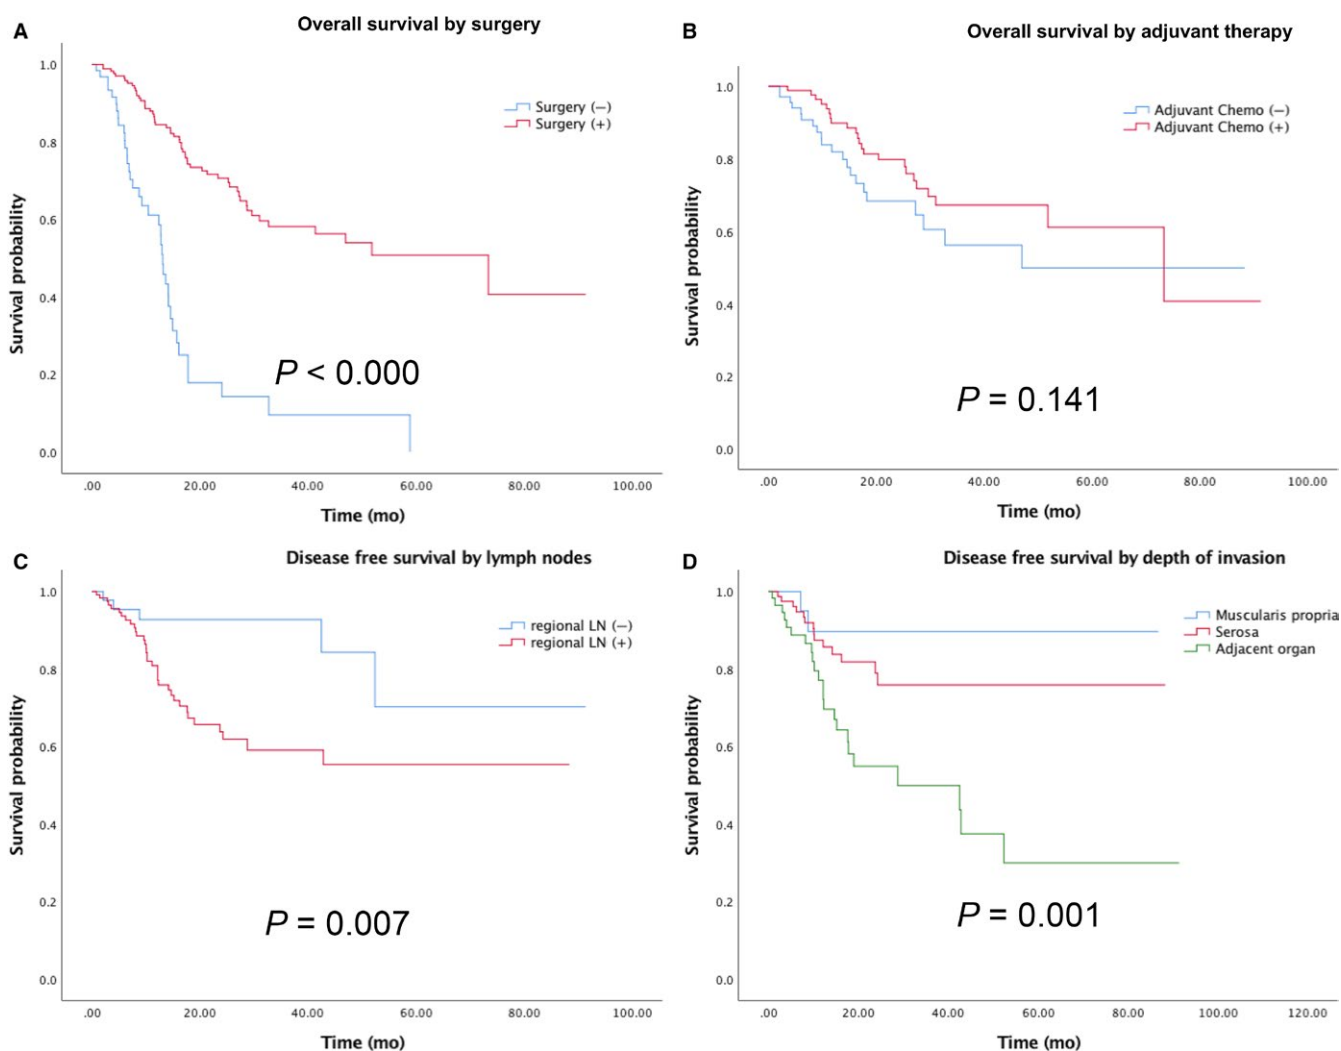 A
Overall survival by surgery
1.0
0.8
0.6
0.4
0.2
0.0
Survival probability
Surgery (−)
Surgery (+)
P < 0.000
.00 20.00 40.00 60.00 80.00 100.00
Time (mo)
B
Overall survival by adjuvant therapy
1.0
0.8
0.6
0.4
0.2
0.0
Survival probability
Adjuvant Chemo (−)
Adjuvant Chemo (+)
P = 0.141
.00 20.00 40.00 60.00 80.00 100.00
Time (mo)
C
Disease free survival by lymph nodes
1.0
0.8
0.6
0.4
0.2
0.0
Survival probability
regional LN (−)
regional LN (+)
P = 0.007
.00 20.00 40.00 60.00 80.00 100.00
Time (mo)
D
Disease free survival by depth of invasion
1.0
0.8
0.6
0.4
0.2
0.0
Survival probability
Muscularis propria
Serosa
Adjacent organ
P = 0.001
.00 20.00 40.00 60.00 80.00 100.00 120.00
Time (mo)